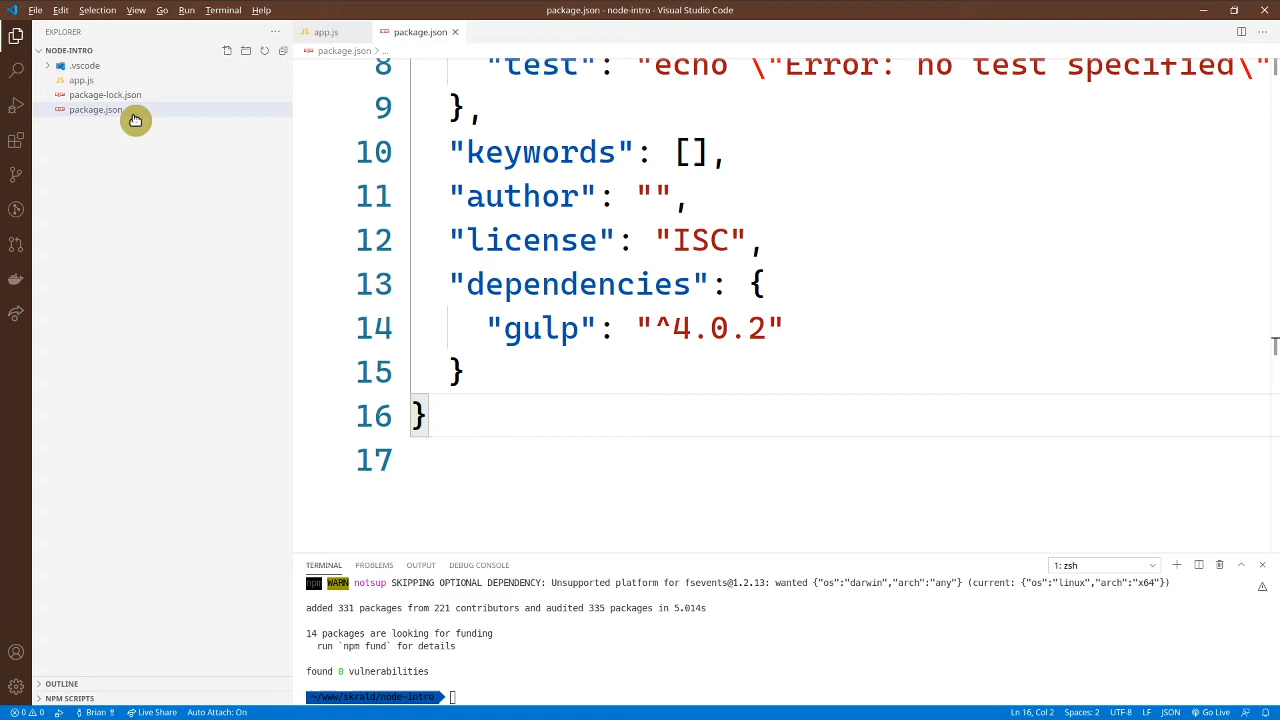 File Edit Selection View Go Run Terminal Help
package.json - node-intro - Visual Studio Code
EXPLORER
NODE-INTRO
.vscode
app.js
package-lock.json
package.json
OUTLINE
NPM SCRIPTS
app.js
package.json
package.json > ...
8 "test": "echo \"Error: no test specified\"
9 },
10 "keywords": [],
11 "author": "",
12 "license": "ISC",
13 "dependencies": {
14 "gulp": "^4.0.2"
15 }
16 }
17
TERMINAL PROBLEMS OUTPUT DEBUG CONSOLE
1: zsh
npm WARN notsup SKIPPING OPTIONAL DEPENDENCY: Unsupported platform for fsevents@1.2.13: wanted {"os":"darwin","arch":"any"} (current: {"os":"linux","arch":"x64"})
added 331 packages from 221 contributors and audited 335 packages in 5.014s
14 packages are looking for funding
run `npm fund` for details
found 0 vulnerabilities
~/www/skrald/node-intro
0 0 Brian Live Share Auto Attach: On
Ln 16, Col 2 Spaces: 2 UTF-8 LF JSON Go Live